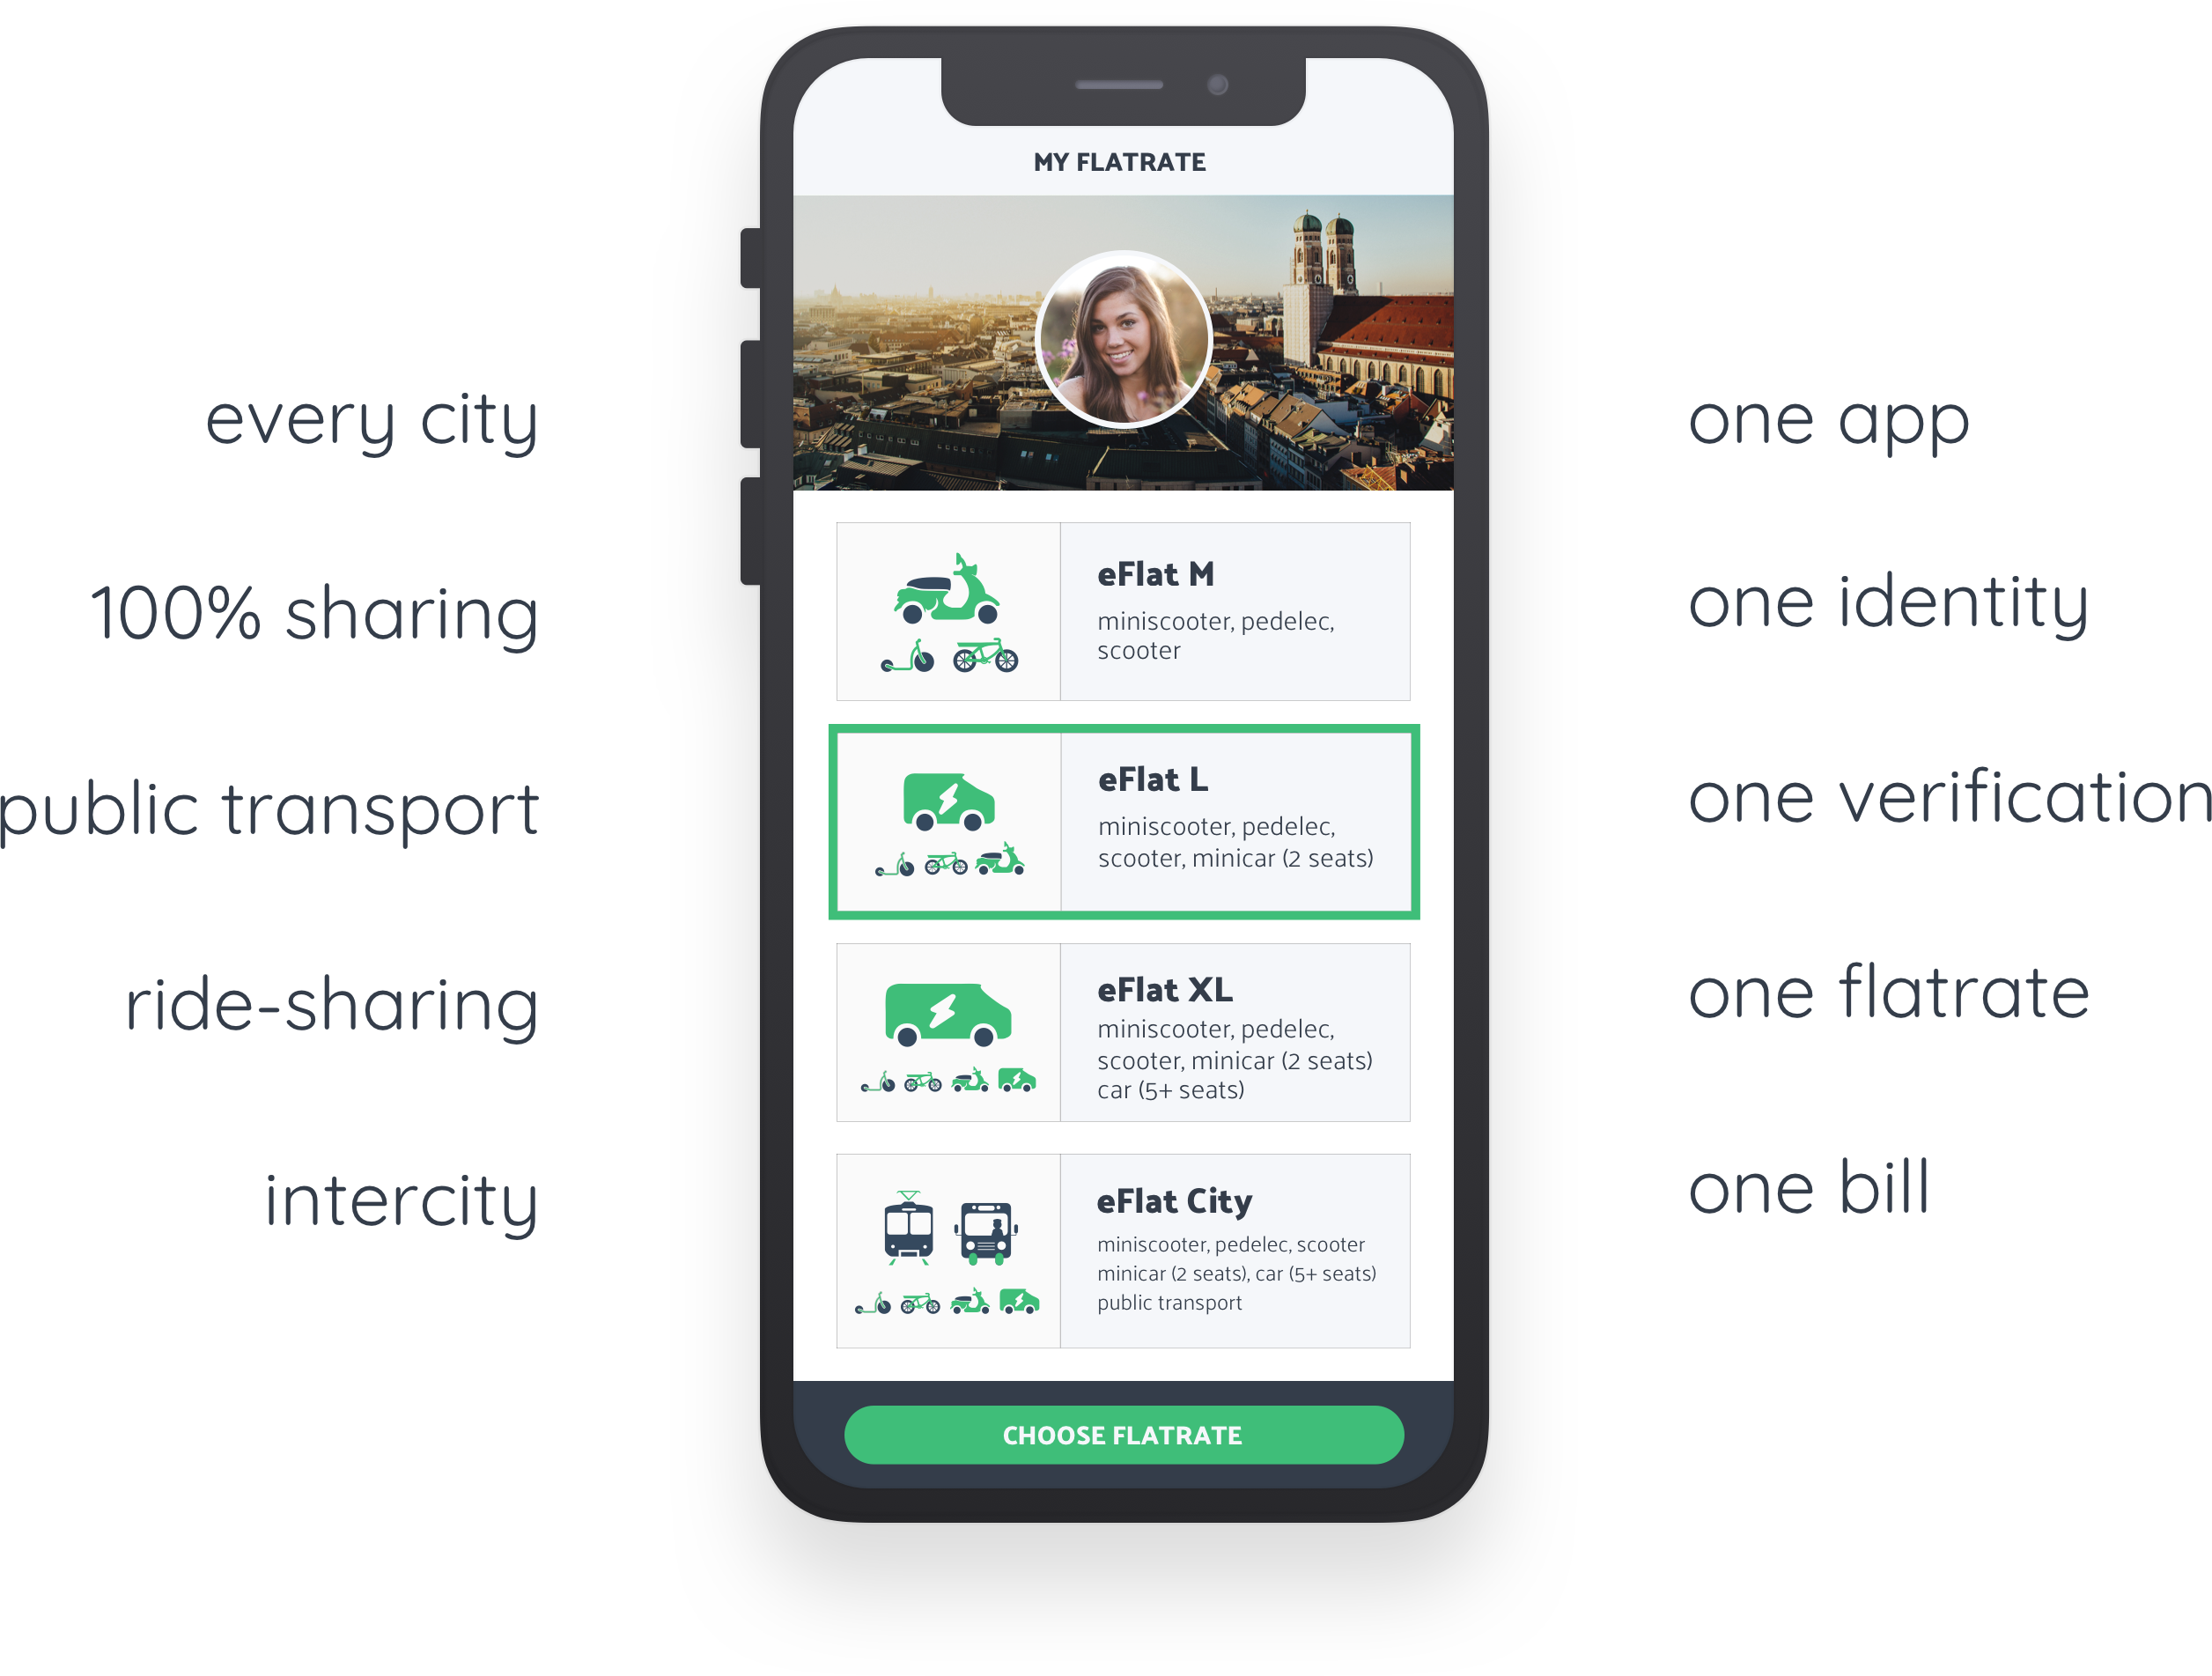 every city
100% sharing
public transport
ride-sharing
intercity
MY FLATRATE
eFlat M
miniscooter, pedelec,
scooter
eFlat L
miniscooter, pedelec,
scooter, minicar (2 seats)
eFlat XL
miniscooter, pedelec,
scooter, minicar (2 seats)
car (5+ seats)
eFlat City
miniscooter, pedelec, scooter
minicar (2 seats), car (5+ seats)
public transport
CHOOSE FLATRATE
one app
one identity
one verification
one flatrate
one bill